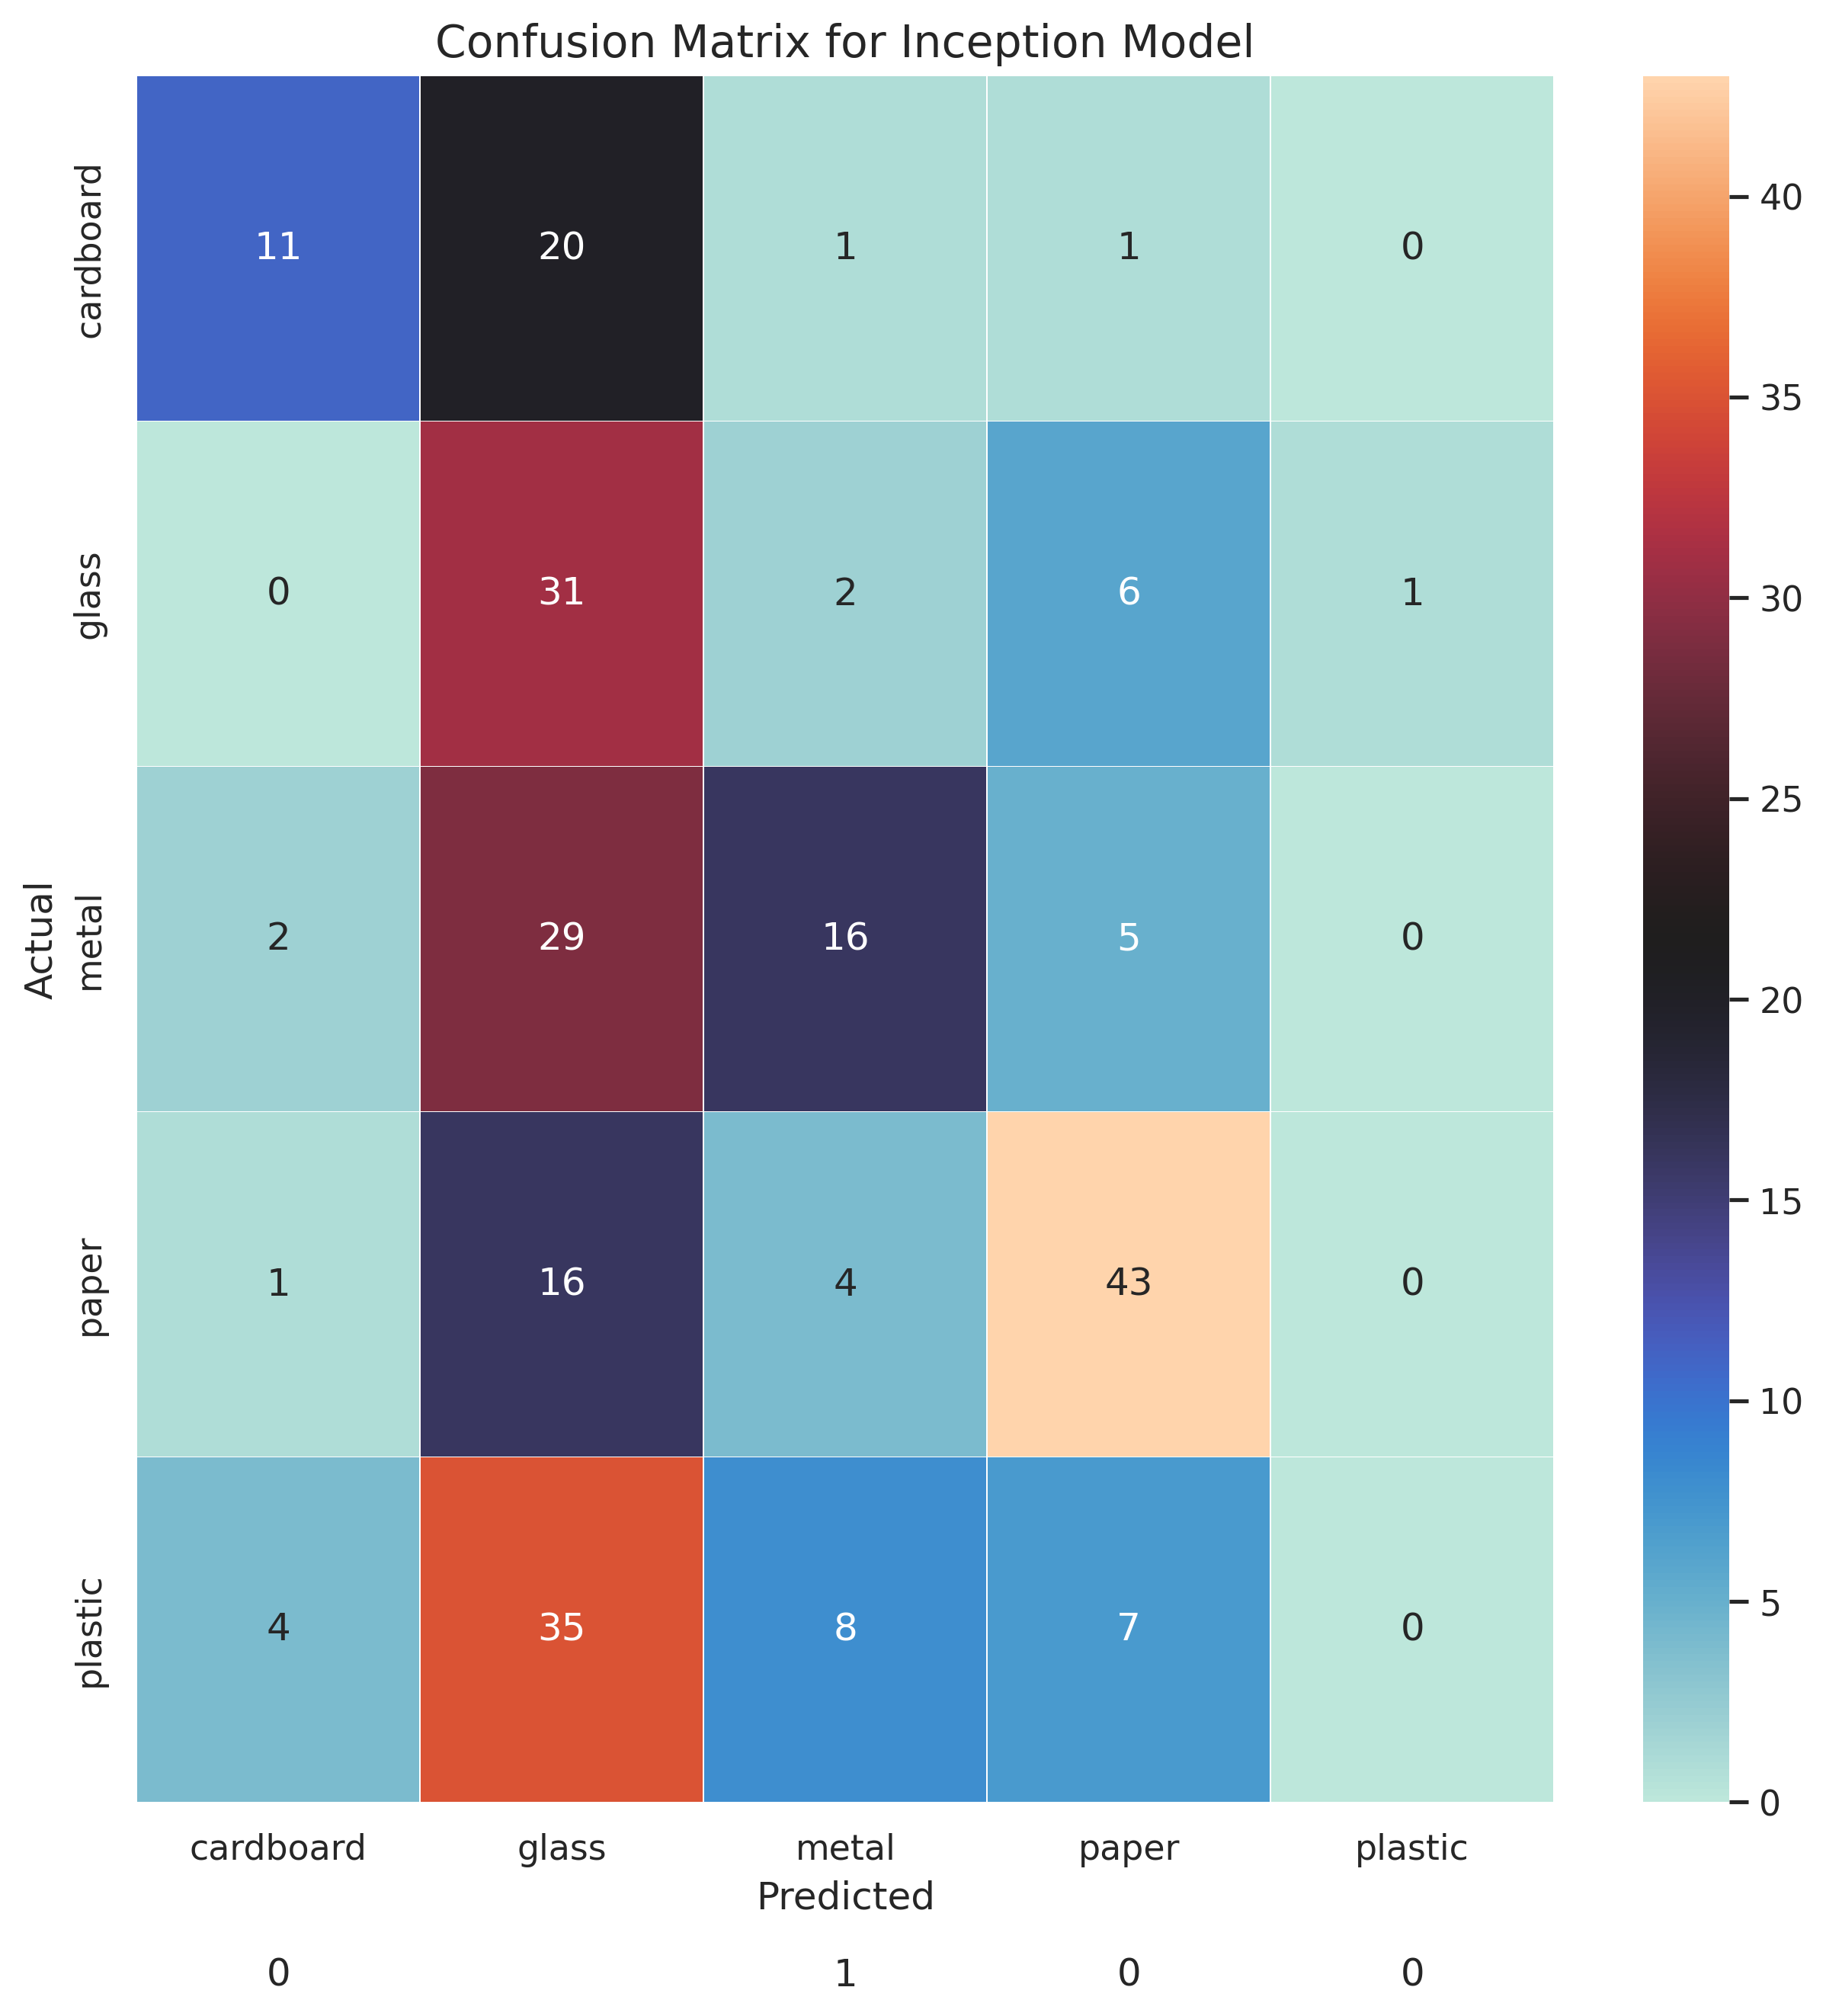 Confusion Matrix for Inception Model
cardboard 11 20 1 1 0
glass 0 31 2 6 1
metal 2 29 16 5 0
paper 1 16 4 43 0
plastic 4 35 8 7 0
Actual
cardboard glass metal paper plastic
Predicted
0 1 0 0
40
35
30
25
20
15
10
5
0